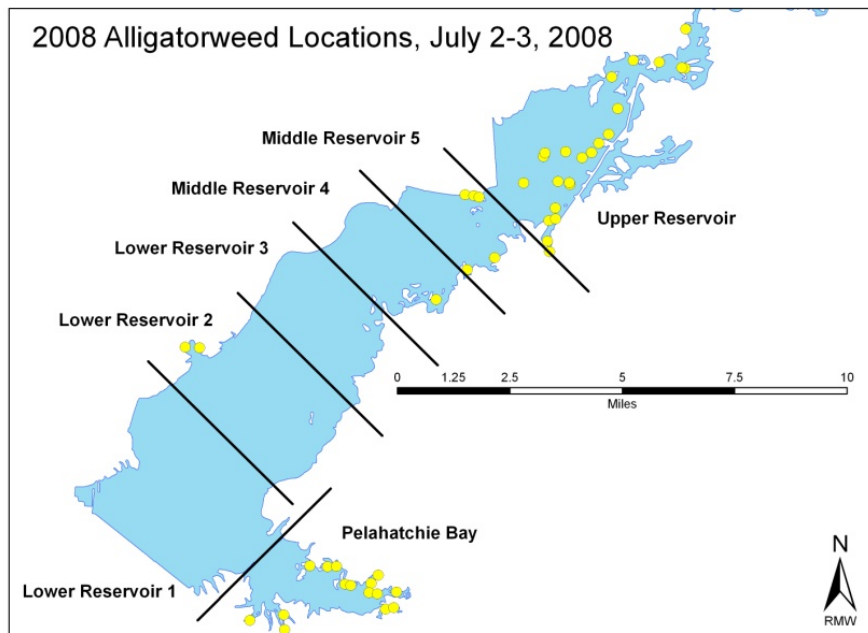 2008 Alligatorweed Locations, July 2-3, 2008
Middle Reservoir 5
Middle Reservoir 4
Upper Reservoir
Lower Reservoir 3
Lower Reservoir 2
0 1.25 2.5 5 7.5 10
Miles
Pelahatchie Bay
Lower Reservoir 1
N
RMW